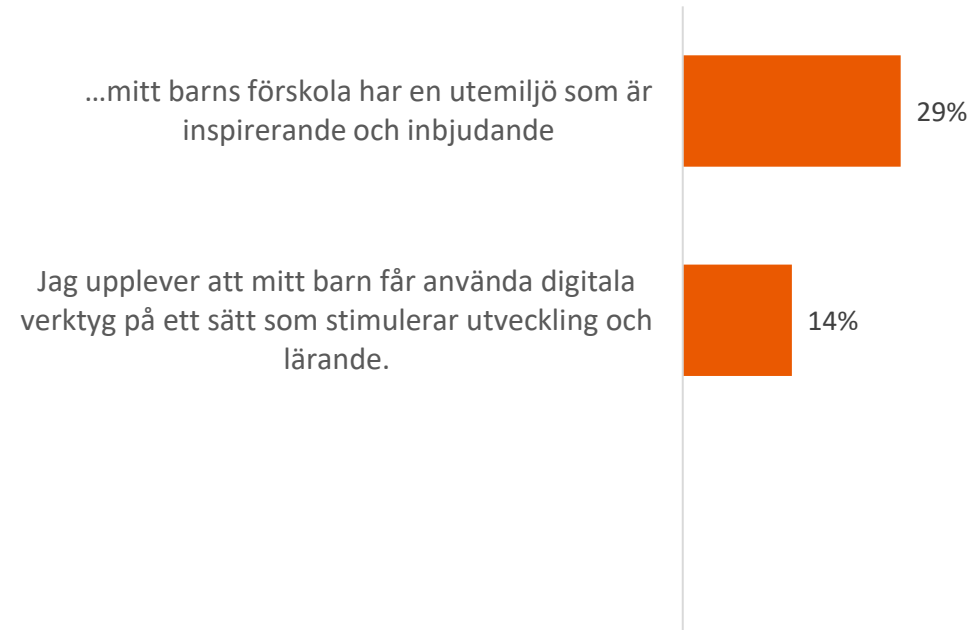 …mitt barns förskola har en utemiljö som är
inspirerande och inbjudande
29%
Jag upplever att mitt barn får använda digitala
verktyg på ett sätt som stimulerar utveckling och
lärande.
14%